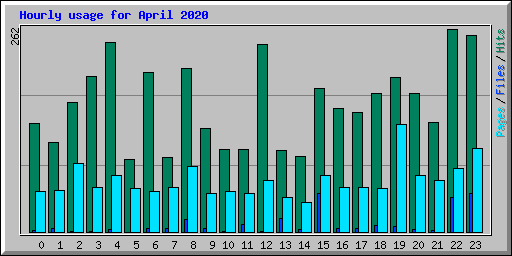 Hourly usage for April 2020
262
Pages / Files / Hits
0 1 2 3 4 5 6 7 8 9 10 11 12 13 14 15 16 17 18 19 20 21 22 23